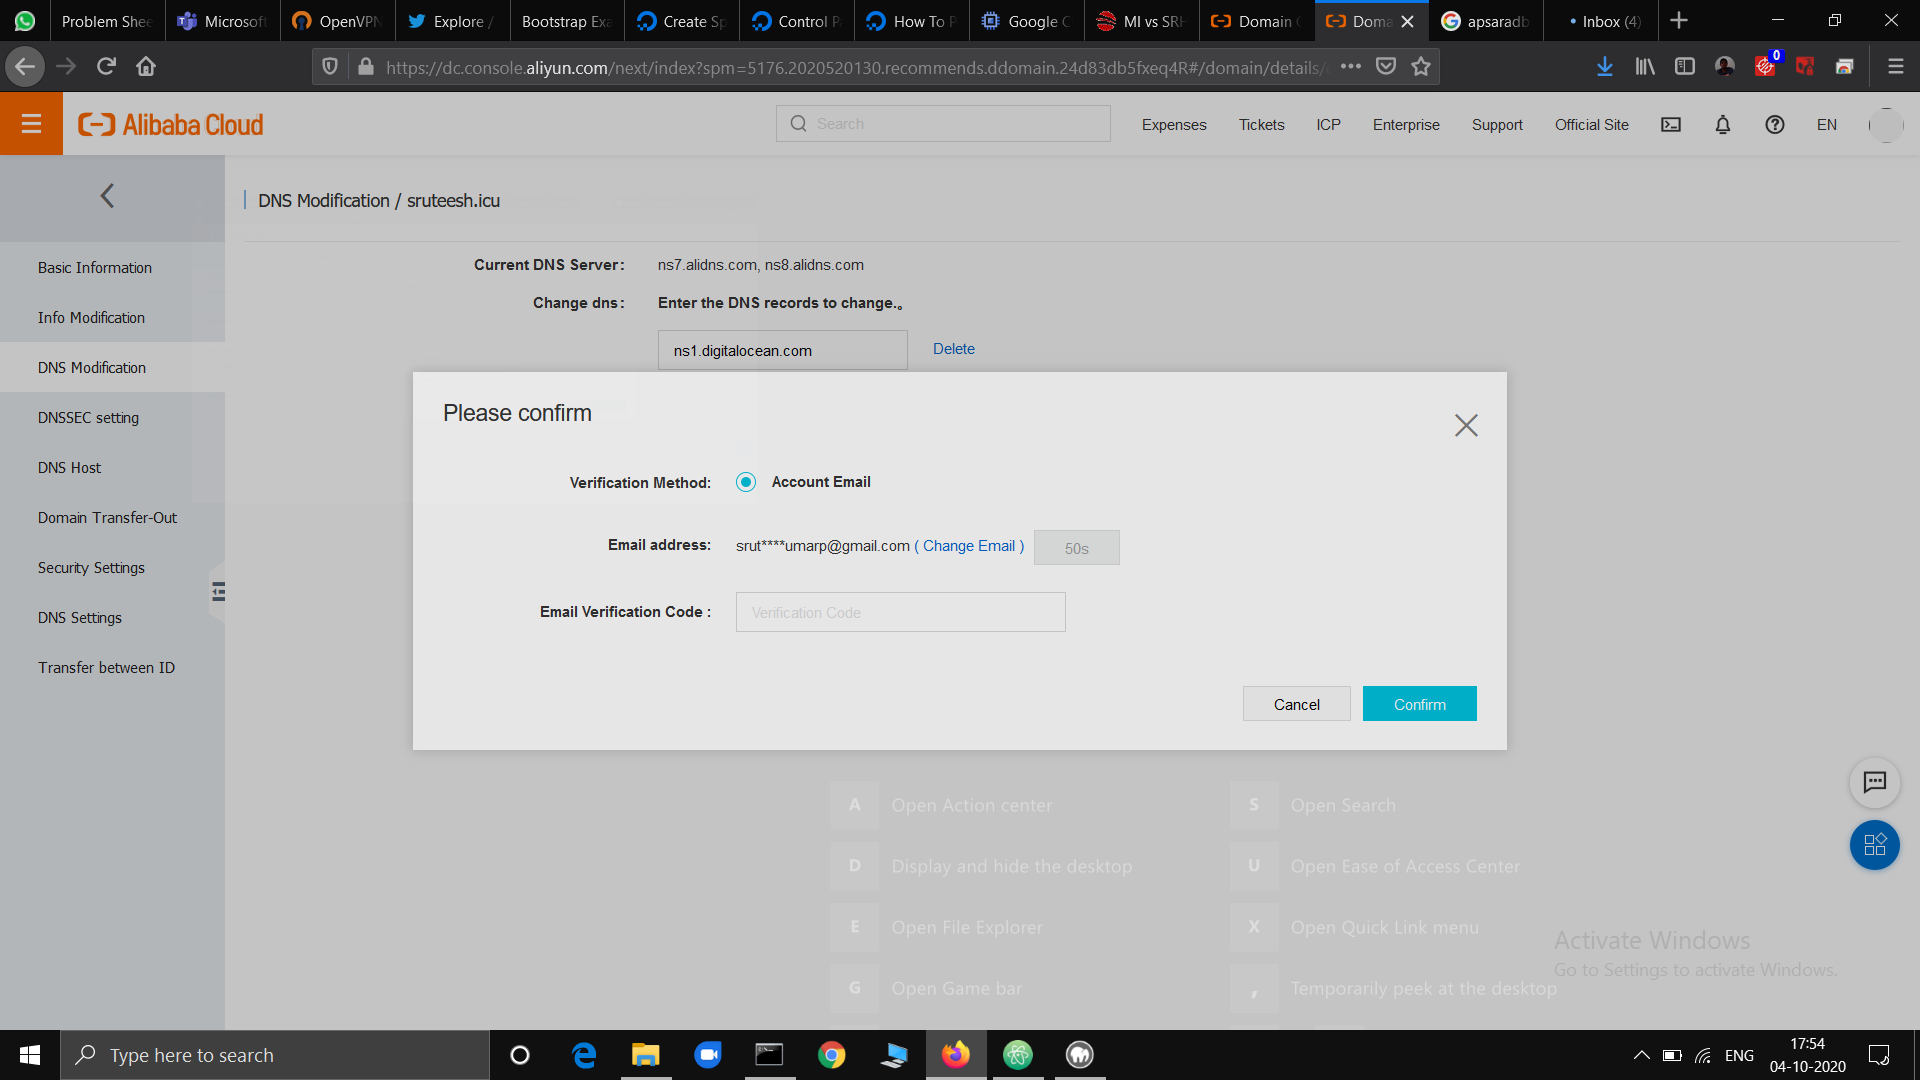 Problem Shee
Microsoft
OpenVPN
Explore /
Bootstrap Exa
Create Sp
Control P
How To P
Google C
MI vs SRH
Domain
Doma
apsaradb
Inbox (4)
https://dc.console.aliyun.com/next/index?spm=5176.2020520130.recommends.ddomain.24d83db5fxeq4R#/domain/details/
0
Alibaba Cloud
Search
Expenses
Tickets
ICP
Enterprise
Support
Official Site
EN
DNS Modification / sruteesh.icu
Basic Information
Info Modification
DNS Modification
DNSSEC setting
DNS Host
Domain Transfer-Out
Security Settings
DNS Settings
Transfer between ID
Current DNS Server: ns7.alidns.com, ns8.alidns.com
Change dns: Enter the DNS records to change.。
ns1.digitalocean.com Delete
Please confirm
Verification Method: Account Email
Email address: srut****umarp@gmail.com ( Change Email ) 50s
Email Verification Code : Verification Code
Cancel Confirm
A Open Action center S Open Search
D Display and hide the desktop U Open Ease of Access Center
E Open File Explorer X Open Quick Link menu
G Open Game bar , Temporarily peek at the desktop
Activate Windows
Go to Settings to activate Windows.
Type here to search
ENG
17:54
04-10-2020